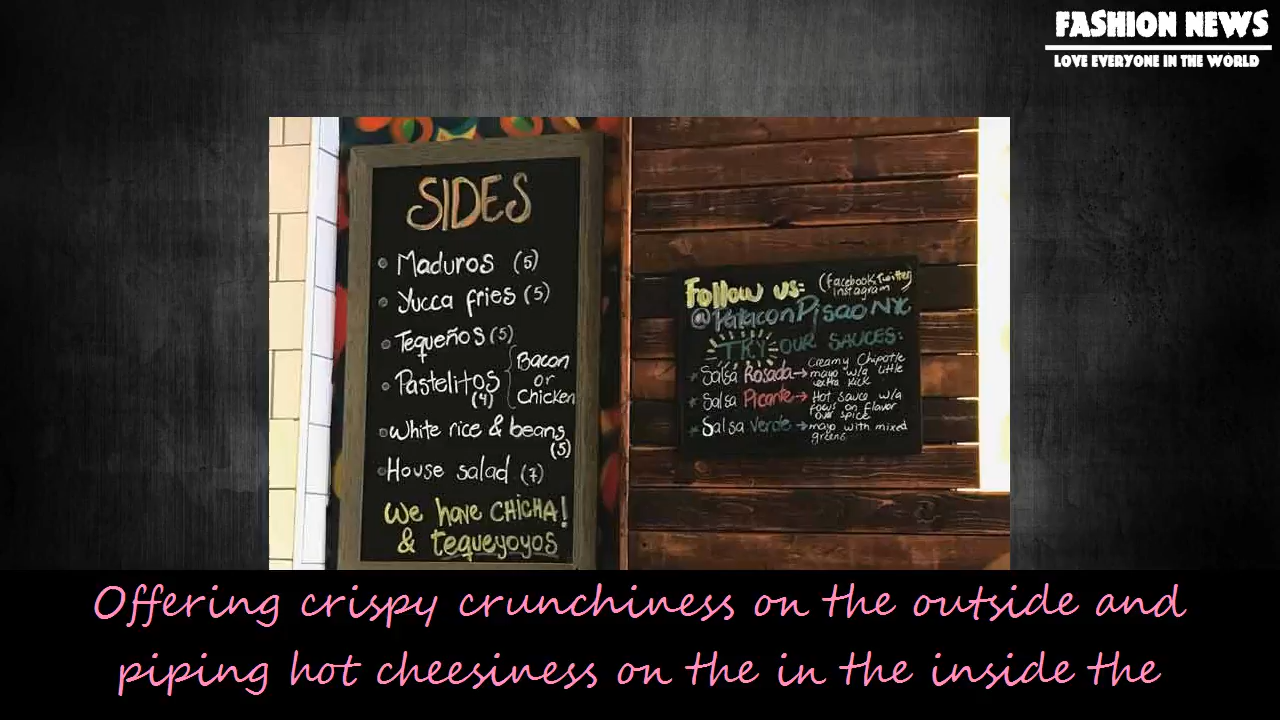 FASHION NEWS
LOVE EVERYONE IN THE WORLD
SIDES
Maduros (5)
Yucca fries (5)
Tequeños (5)
Pastelitos (4) Bacon or Chicken
White rice & beans (5)
House salad (7)
We have CHICHA!
& tequeyoyos
Follow us: (facebook, twitter, instagram)
@PataconPisaoNYC
TRY OUR SAUCES:
Salsa Rosada → Creamy Chipotle mayo w/a little extra kick
Salsa Picante → Hot sauce w/a focus on flavor over spice
Salsa Verde → mayo with mixed greens
Offering crispy crunchiness on the outside and
piping hot cheesiness on the in the inside the